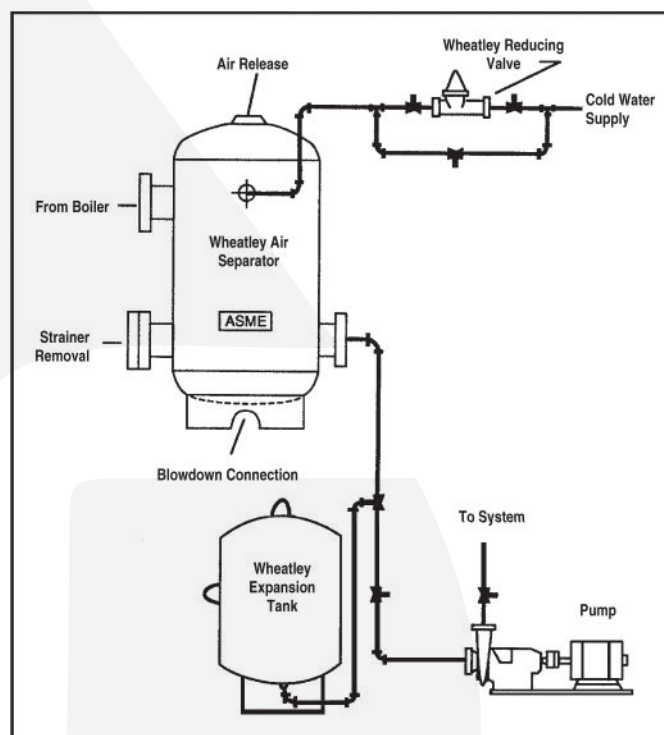 Air Release
Wheatley Reducing
Valve
Cold Water
Supply
From Boiler
Wheatley Air
Separator
ASME
Strainer
Removal
Blowdown Connection
To System
Wheatley
Expansion
Tank
Pump